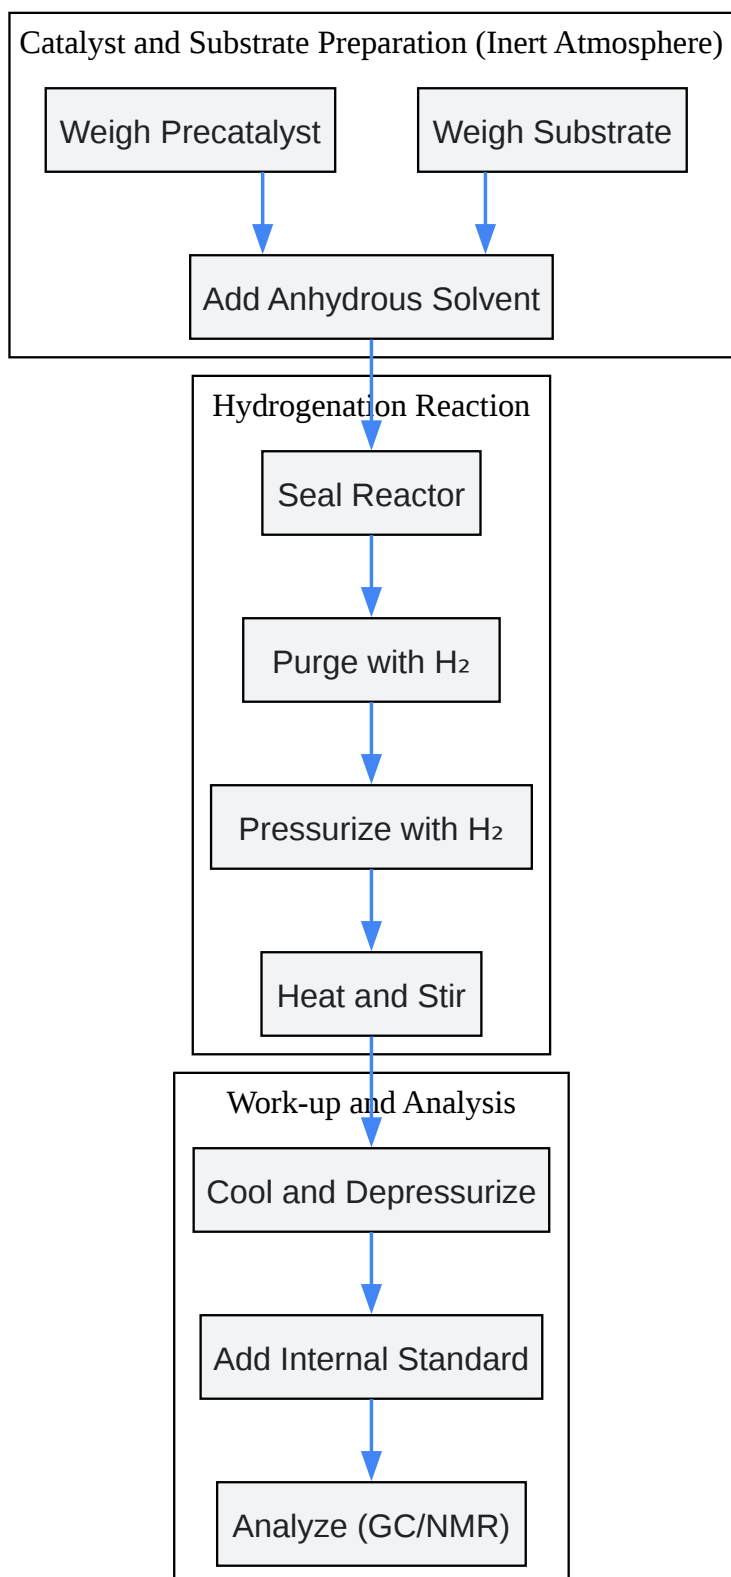 Catalyst and Substrate Preparation (Inert Atmosphere)
Weigh Precatalyst
Weigh Substrate
Add Anhydrous Solvent
Hydrogenation Reaction
Seal Reactor
Purge with H₂
Pressurize with H₂
Heat and Stir
Work-up and Analysis
Cool and Depressurize
Add Internal Standard
Analyze (GC/NMR)